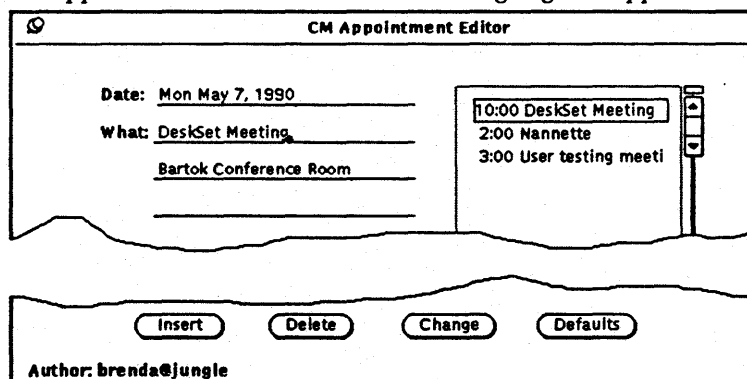 CM Appointment Editor
Date: Mon May 7, 1990
What: DeskSet Meeting
Bartok Conference Room
10:00 DeskSet Meeting
2:00 Nannette
3:00 User testing meeti
Insert Delete Change Defaults
Author: brenda@jungle